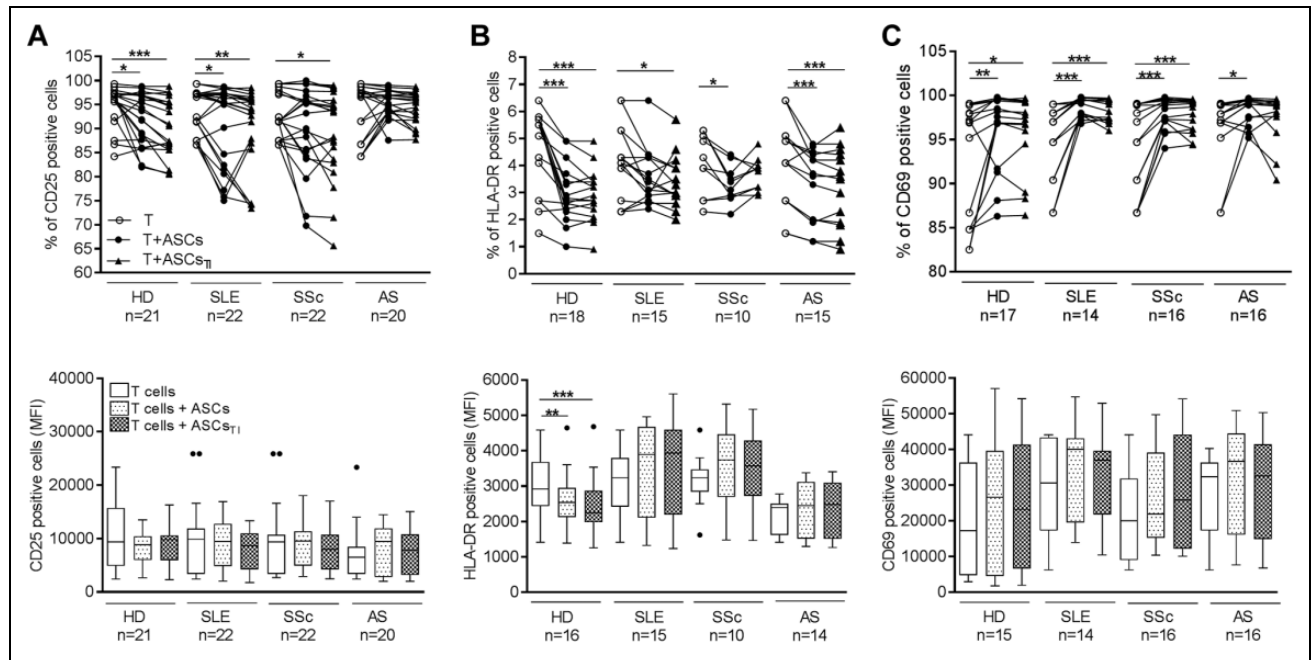 A
% of CD25 positive cells
105
100
95
90
85
80
75
70
65
60
*** ** *
* *
T
T+ASCs
T+ASCsTI
HD SLE SSc AS
n=21 n=22 n=22 n=20
B
% of HLA-DR positive cells
8
7
6
5
4
3
2
1
0
*** * ***
*** * ***
HD SLE SSc AS
n=18 n=15 n=10 n=15
C
% of CD69 positive cells
105
100
95
90
85
80
* *** ***
** *** *** *
HD SLE SSc AS
n=17 n=14 n=16 n=16
CD25 positive cells (MFI)
40000
30000
20000
10000
0
T cells
T cells + ASCs
T cells + ASCsTI
HD SLE SSc AS
n=21 n=22 n=22 n=20
HLA-DR positive cells (MFI)
6000
5000
4000
3000
2000
1000
0
***
**
HD SLE SSc AS
n=16 n=15 n=10 n=14
CD69 positive cells (MFI)
60000
50000
40000
30000
20000
10000
0
HD SLE SSc AS
n=15 n=14 n=16 n=16